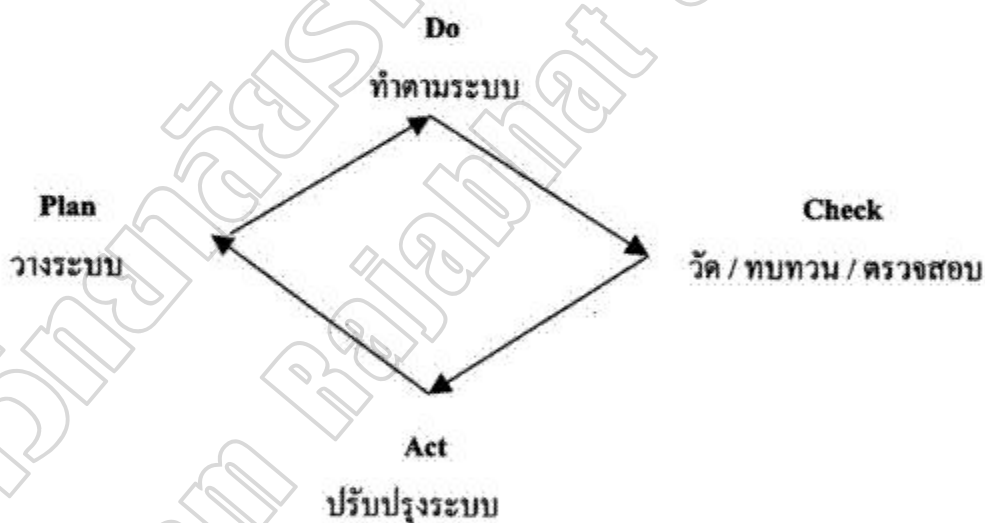 Do
ทำตามระบบ
Plan
วางระบบ
Check
วัด / ทบทวน / ตรวจสอบ
Act
ปรับปรุงระบบ